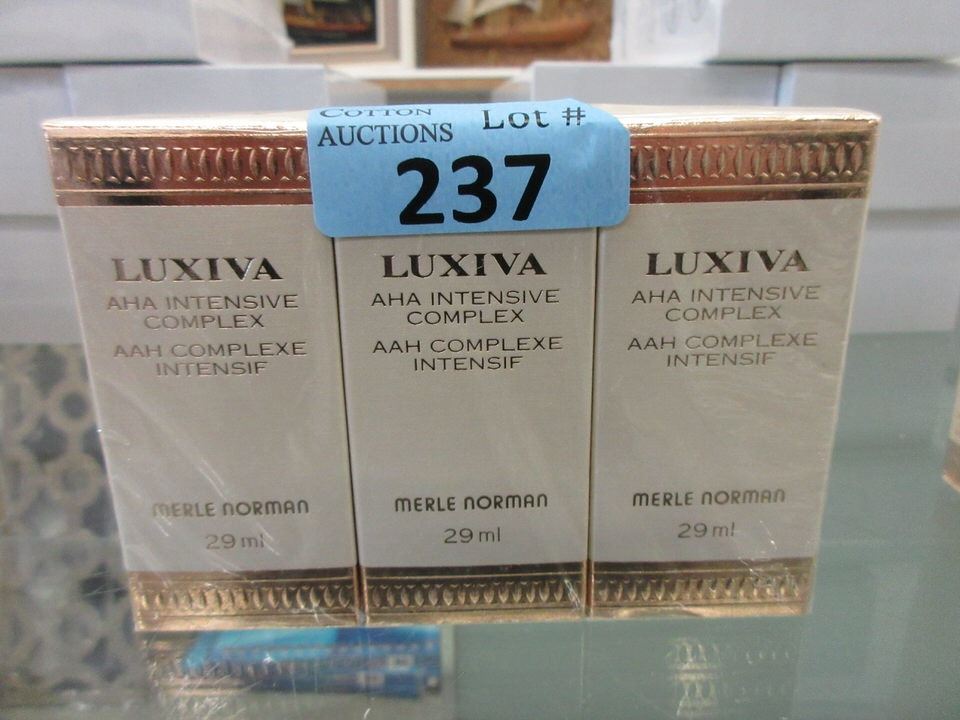 COTTON
AUCTIONS Lot #
237
LUXIVA
AHA INTENSIVE
COMPLEX
AAH COMPLEXE
INTENSIF
MERLE NORMAN
29 ml
LUXIVA
AHA INTENSIVE
COMPLEX
AAH COMPLEXE
INTENSIF
MERLE NORMAN
29 ml
LUXIVA
AHA INTENSIVE
COMPLEX
AAH COMPLEXE
INTENSIF
MERLE NORMAN
29 ml